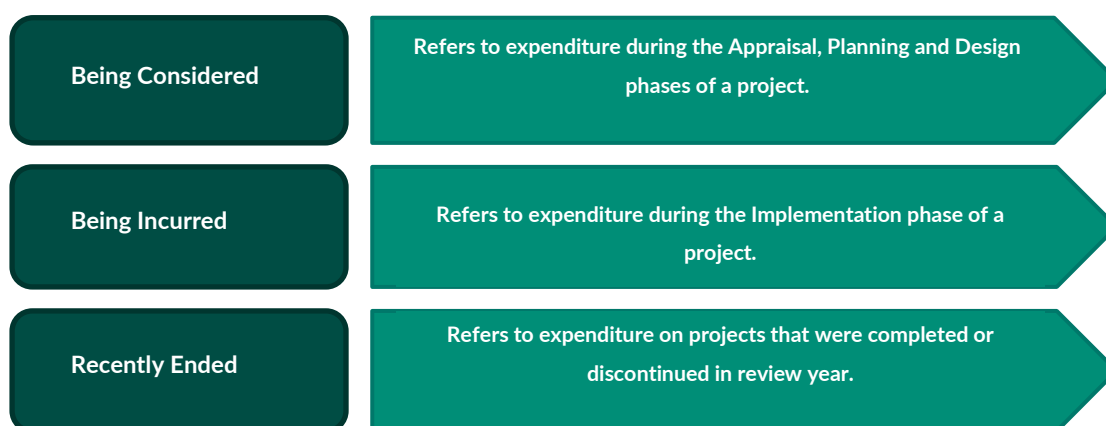 Being Considered
Refers to expenditure during the Appraisal, Planning and Design
phases of a project.
Being Incurred
Refers to expenditure during the Implementation phase of a
project.
Recently Ended
Refers to expenditure on projects that were completed or
discontinued in review year.